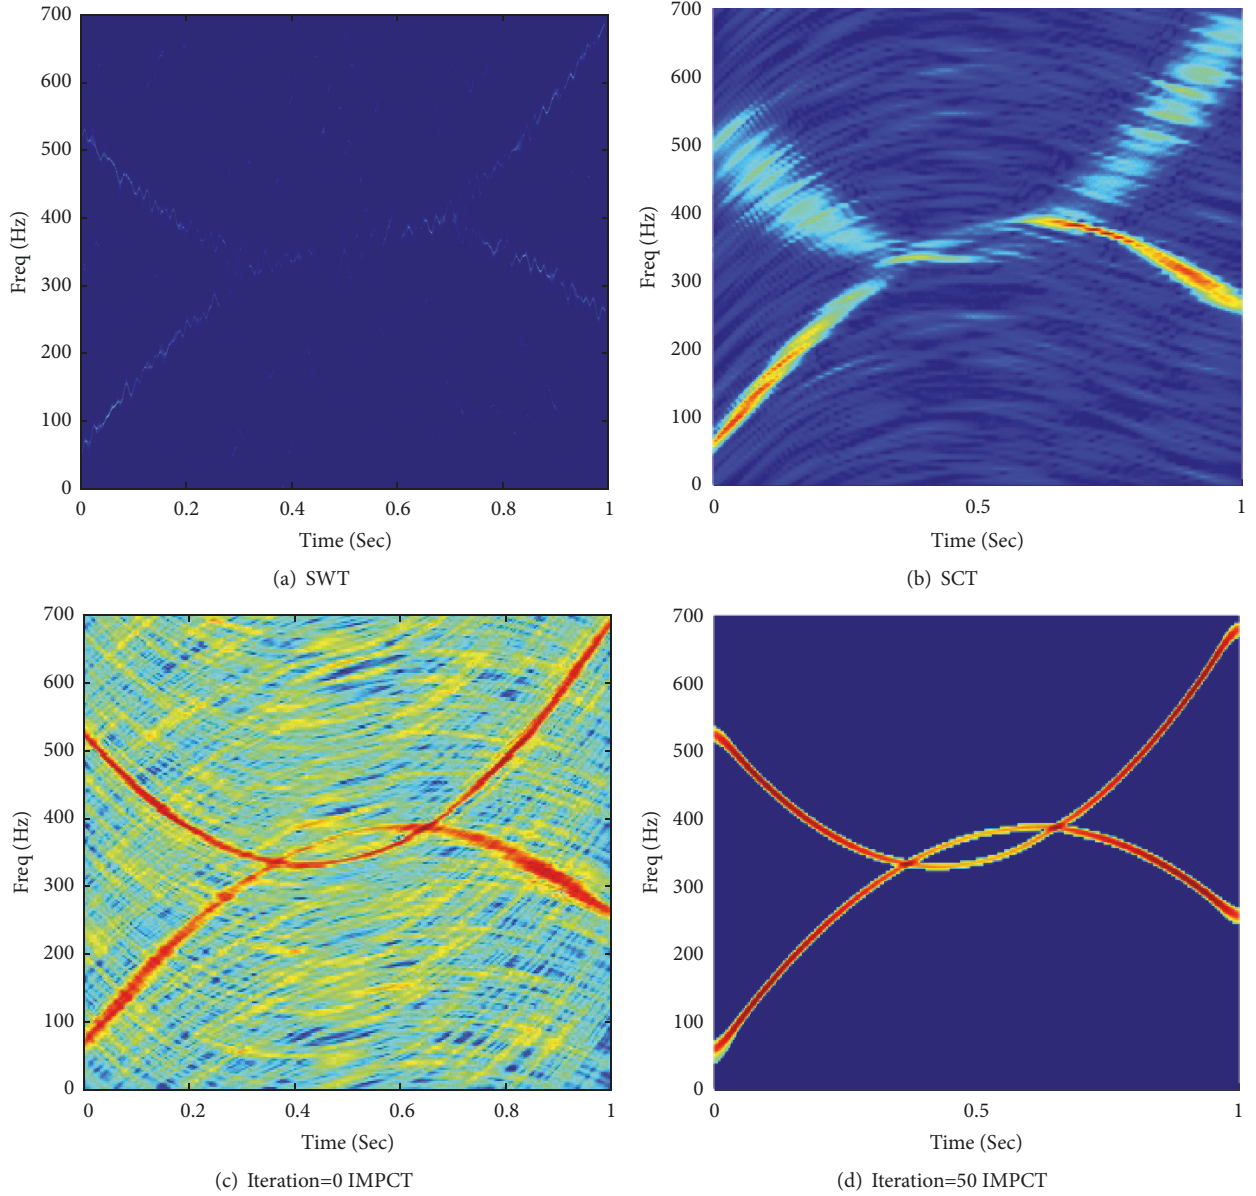 700
600
500
400
300
200
100
0
Freq (Hz)
0 0.2 0.4 0.6 0.8 1
Time (Sec)
(a) SWT
700
600
500
400
300
200
100
0
Freq (Hz)
0 0.5 1
Time (Sec)
(b) SCT
700
600
500
400
300
200
100
0
Freq (Hz)
0 0.2 0.4 0.6 0.8 1
Time (Sec)
(c) Iteration=0 IMPCT
700
600
500
400
300
200
100
0
Freq (Hz)
0 0.5 1
Time (Sec)
(d) Iteration=50 IMPCT